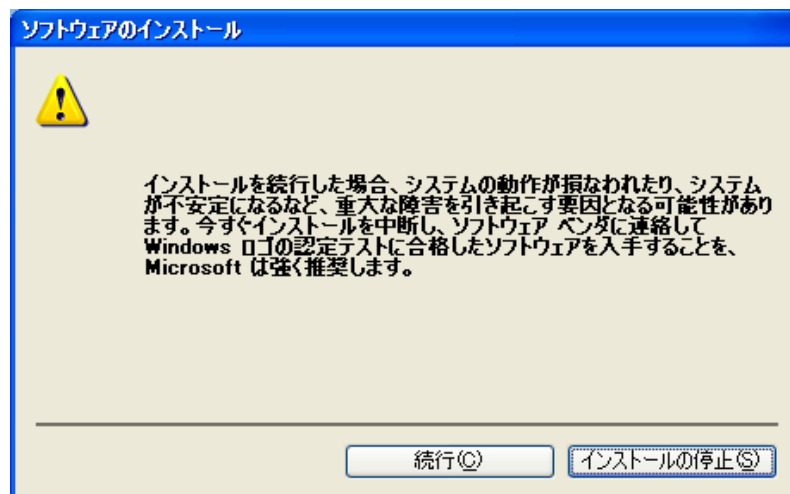 ソフトウェアのインストール
インストールを続行した場合、システムの動作が損なわれたり、システム
が不安定になるなど、重大な障害を引き起こす要因となる可能性があり
ます。今すぐインストールを中断し、ソフトウェア ベンダに連絡して
Windows ロゴの認定テストに合格したソフトウェアを入手することを、
Microsoft は強く推奨します。
続行(C)
インストールの停止(S)